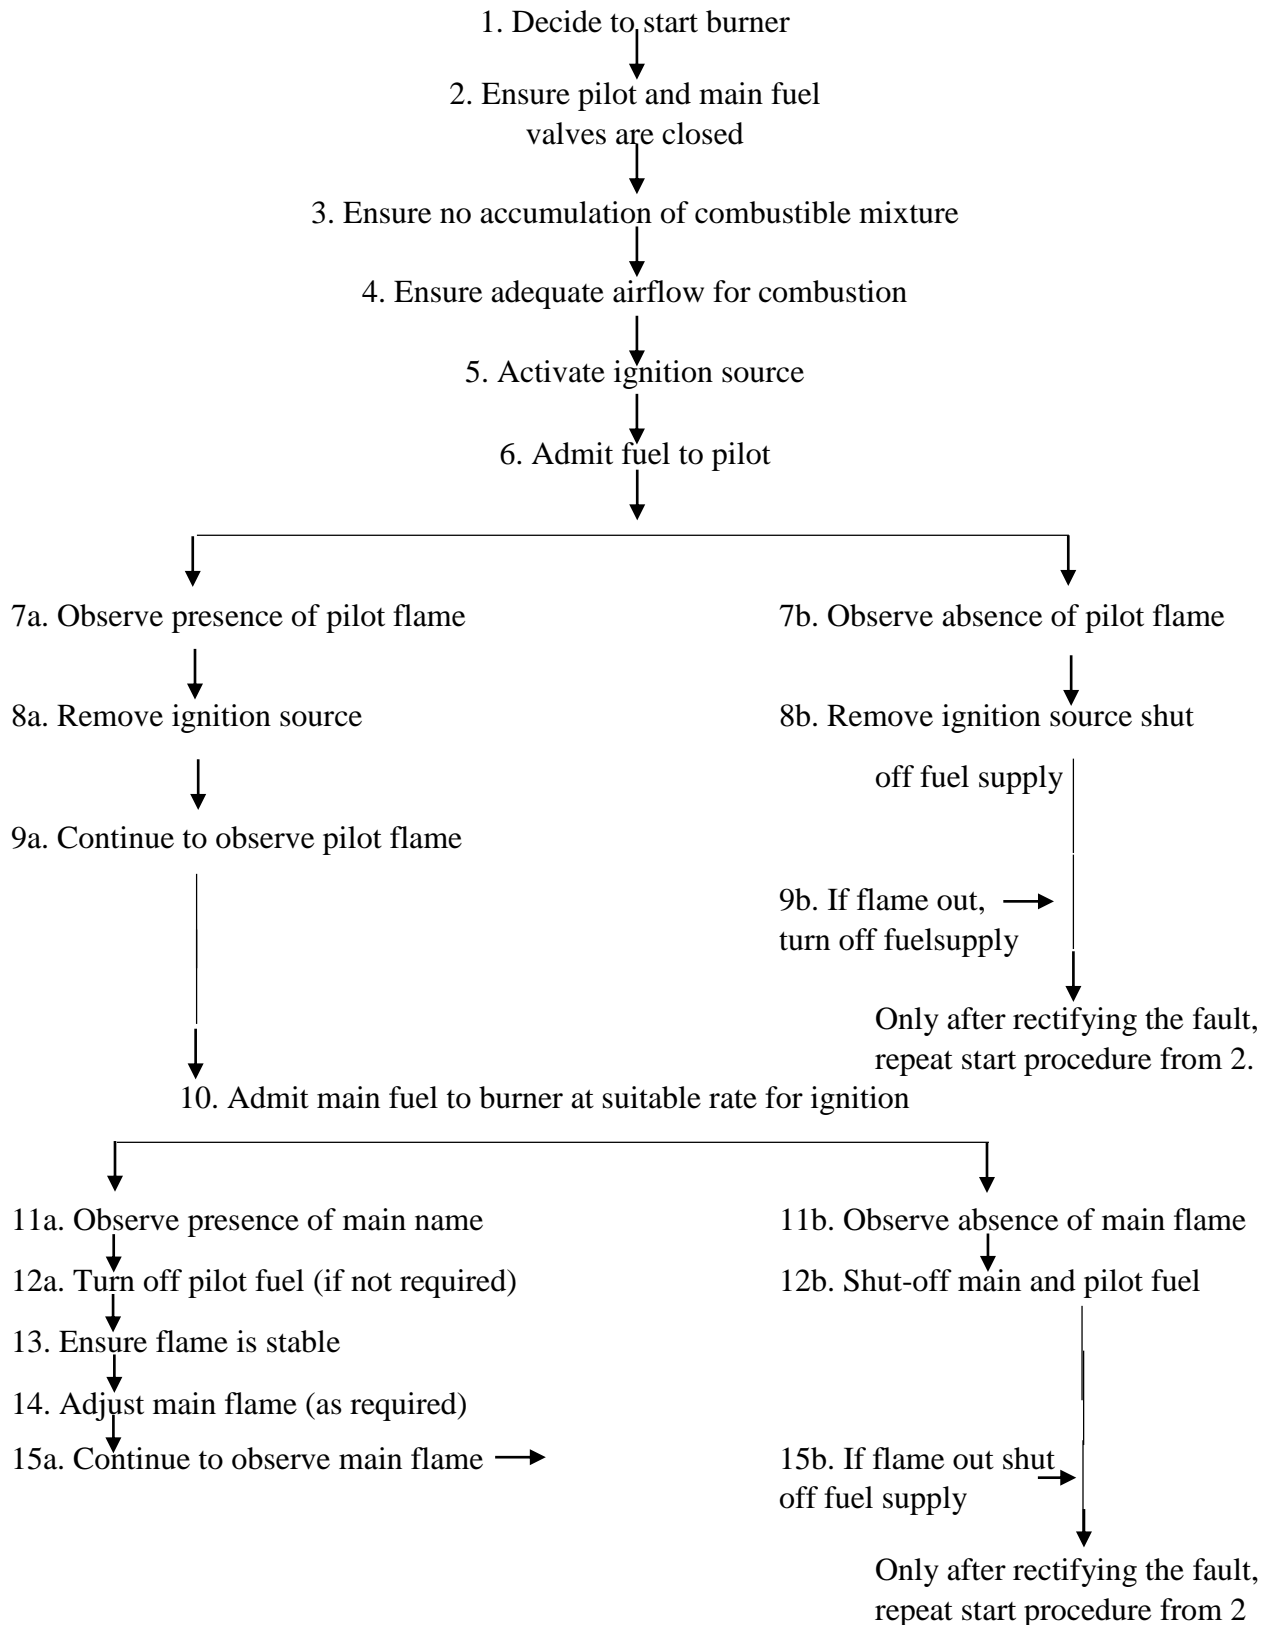 1. Decide to start burner
2. Ensure pilot and main fuel
valves are closed
3. Ensure no accumulation of combustible mixture
4. Ensure adequate airflow for combustion
5. Activate ignition source
6. Admit fuel to pilot
7a. Observe presence of pilot flame
7b. Observe absence of pilot flame
8a. Remove ignition source
8b. Remove ignition source shut
off fuel supply
9a. Continue to observe pilot flame
9b. If flame out,
turn off fuelsupply
Only after rectifying the fault,
repeat start procedure from 2.
10. Admit main fuel to burner at suitable rate for ignition
11a. Observe presence of main name
11b. Observe absence of main flame
12a. Turn off pilot fuel (if not required)
12b. Shut-off main and pilot fuel
13. Ensure flame is stable
14. Adjust main flame (as required)
15a. Continue to observe main flame
15b. If flame out shut
off fuel supply
Only after rectifying the fault,
repeat start procedure from 2